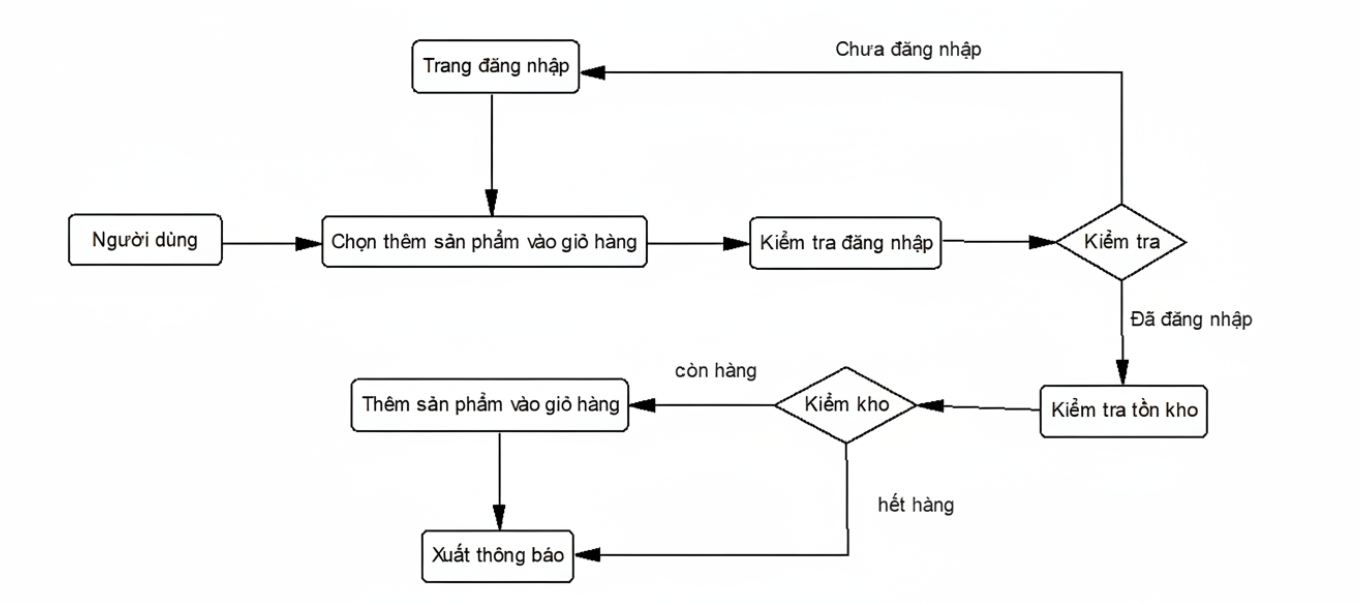 Chưa đăng nhập
Trang đăng nhập
Người dùng
Chọn thêm sản phẩm vào giỏ hàng
Kiểm tra đăng nhập
Kiểm tra
Đã đăng nhập
còn hàng
Thêm sản phẩm vào giỏ hàng
Kiểm kho
Kiểm tra tồn kho
hết hàng
Xuất thông báo